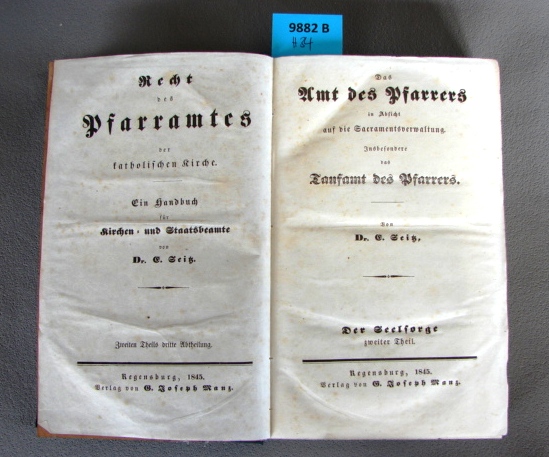 9882 B
Recht
des
Pfarramtes
der
katholischen Kirche.
Ein Handbuch
für
Kirchen- und Staatsbeamte
von
Dr. C. Seitz.
Zweiten Theils dritte Abtheilung.
Regensburg, 1845.
Verlag von G. Joseph Manz.
Das
Amt des Pfarrers
in Absicht
auf die Sacramentsverwaltung.
Insbesondere
das
Taufamt des Pfarrers.
Von
Dr. C. Seitz.
Der Seelsorge
zweiter Theil.
Regensburg, 1845.
Verlag von G. Joseph Manz.